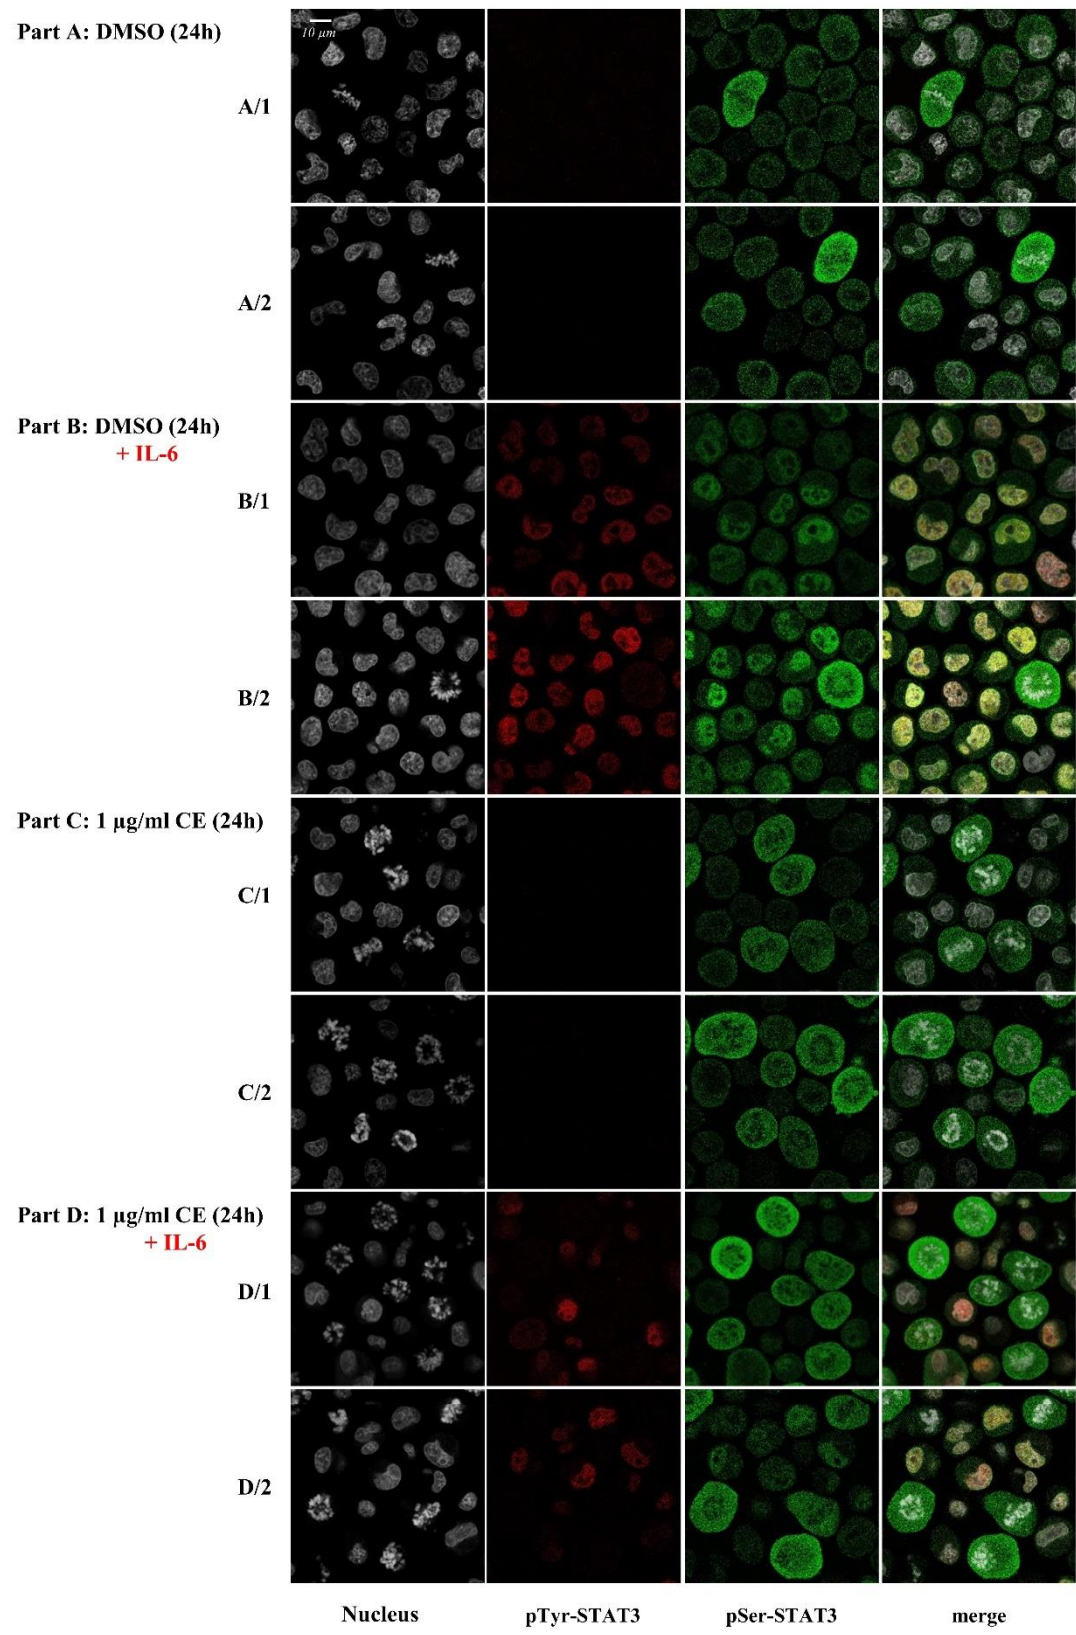 Part A: DMSO (24h)
10 µm
A/1
A/2
Part B: DMSO (24h)
+ IL-6
B/1
B/2
Part C: 1 µg/ml CE (24h)
C/1
C/2
Part D: 1 µg/ml CE (24h)
+ IL-6
D/1
D/2
Nucleus pTyr-STAT3 pSer-STAT3 merge